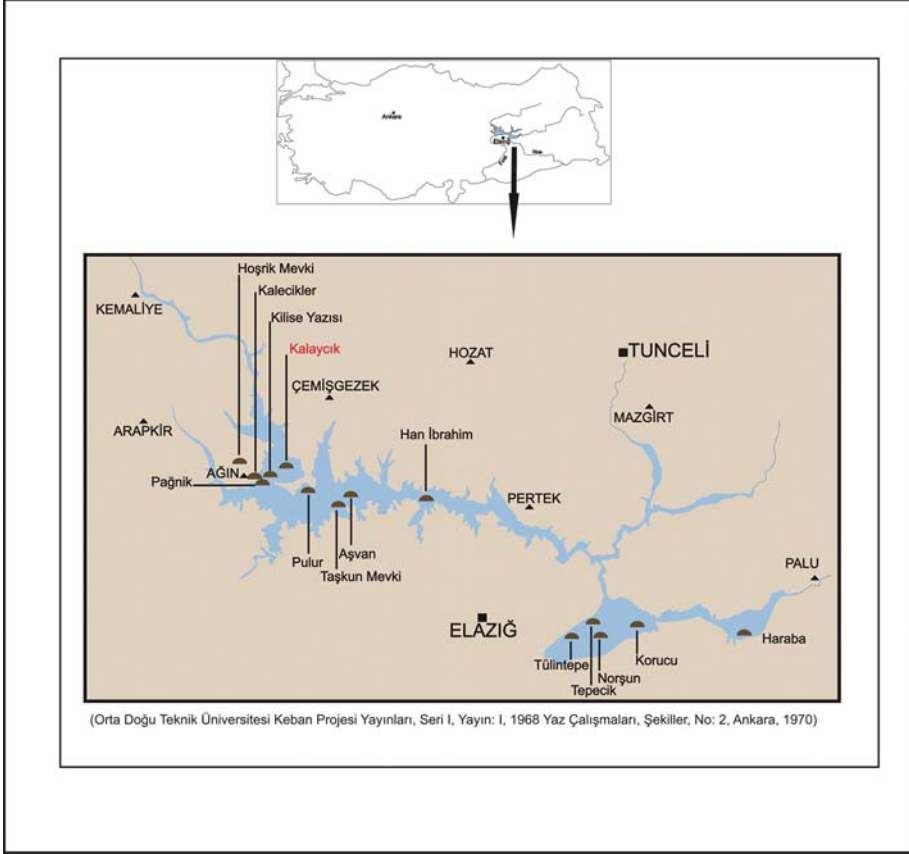 Ankara
Elazığ
Hoşrik Mevki
Kalecikler
KEMALİYE
Kilise Yazısı
Kalaycık
HOZAT
TUNCELİ
ÇEMİŞGEZEK
MAZGİRT
ARAPKİR
Han İbrahim
AĞIN
Pağnik
PERTEK
Aşvan
Pulur
Taşkun Mevki
PALU
ELAZIĞ
Haraba
Tülintepe
Korucu
Norşun
Tepecik
(Orta Doğu Teknik Üniversitesi Keban Projesi Yayınları, Seri I, Yayın: I, 1968 Yaz Çalışmaları, Şekiller, No: 2, Ankara, 1970)